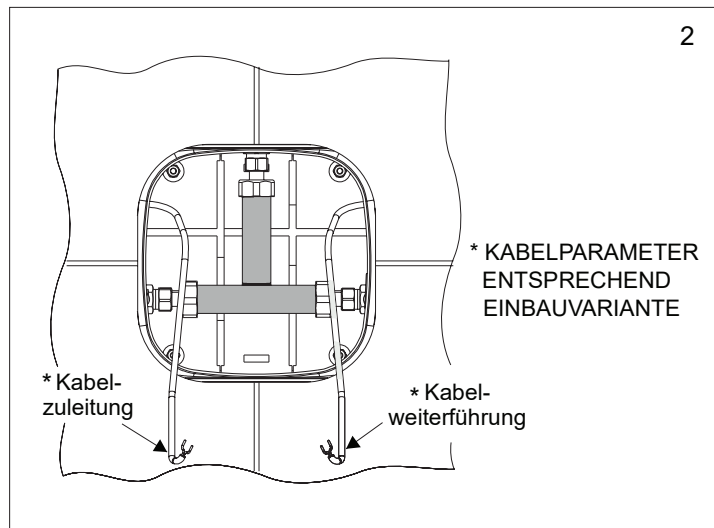 2
* KABELPARAMETER
ENTSPRECHEND
EINBAUVARIANTE
* Kabel-
zuleitung
* Kabel-
weiterführung